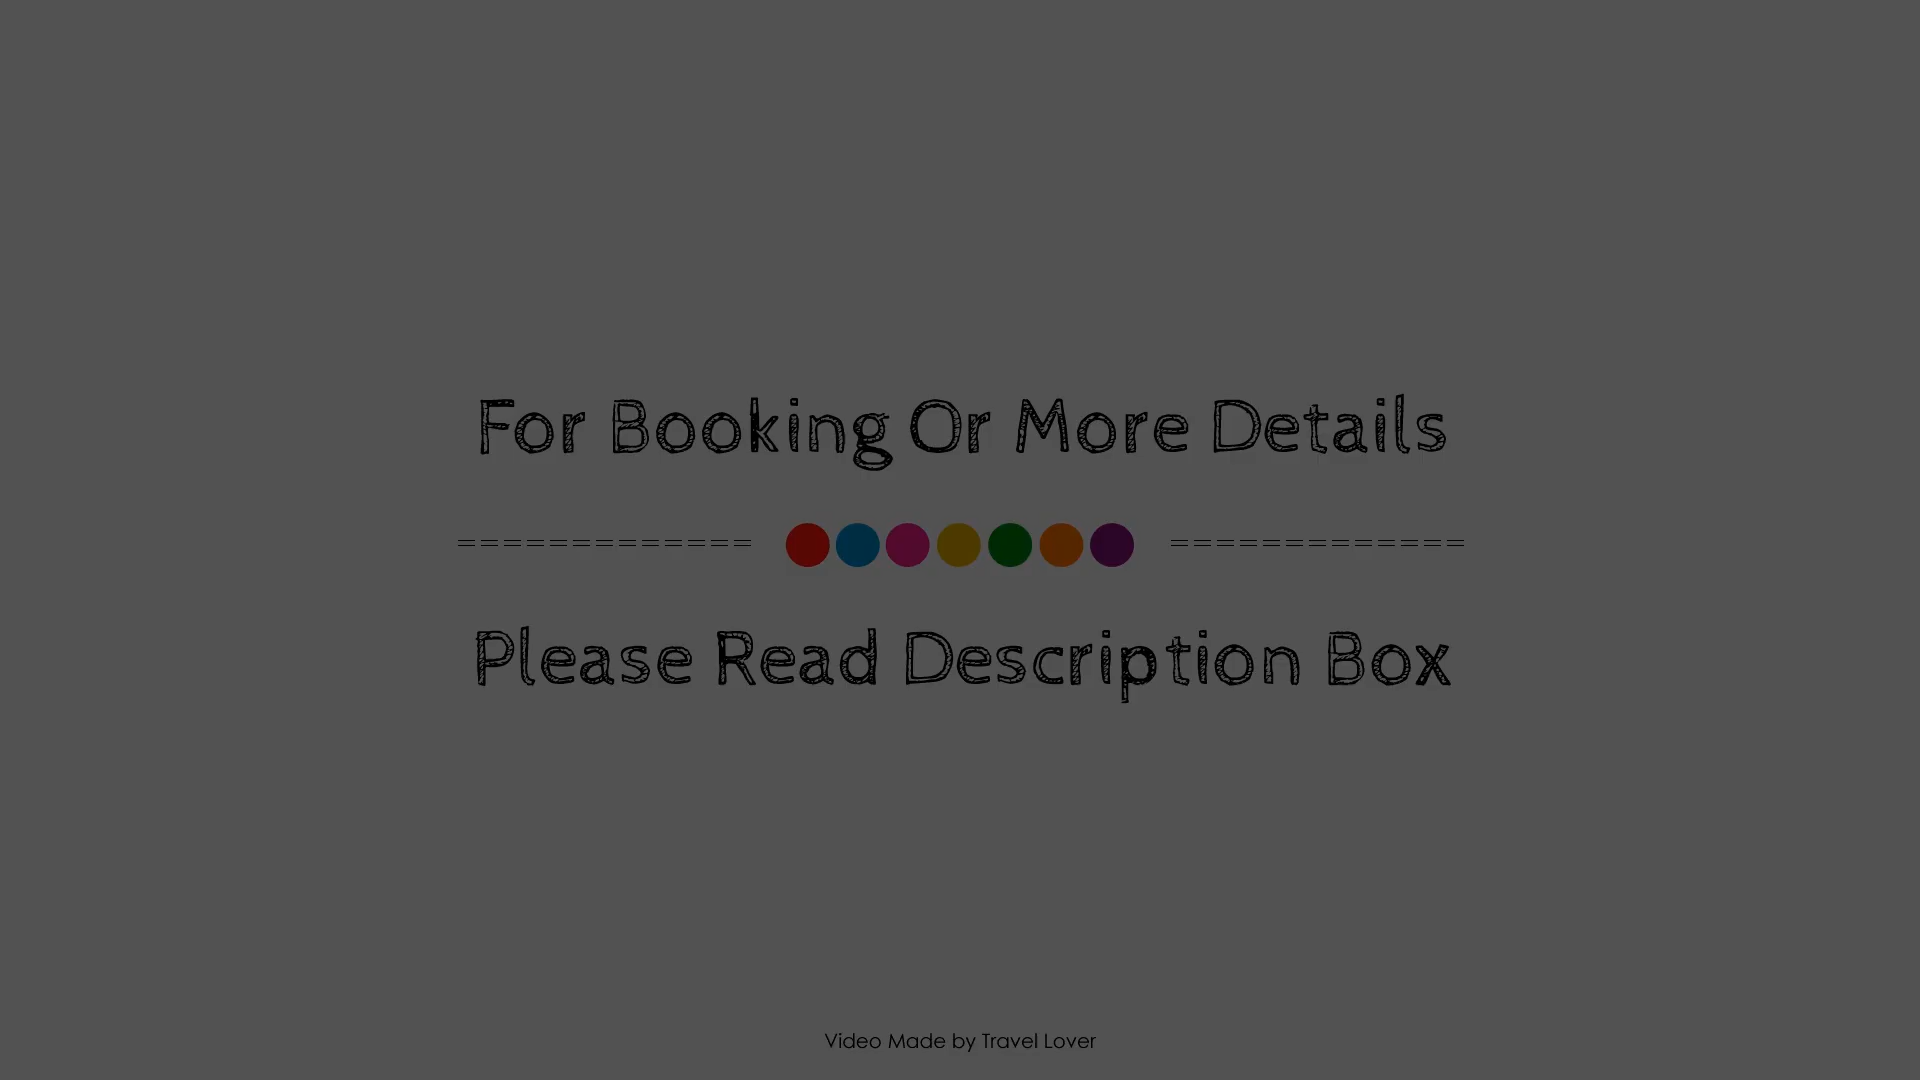 For Booking Or More Details
============= =============
Please Read Description Box
Video Made by Travel Lover